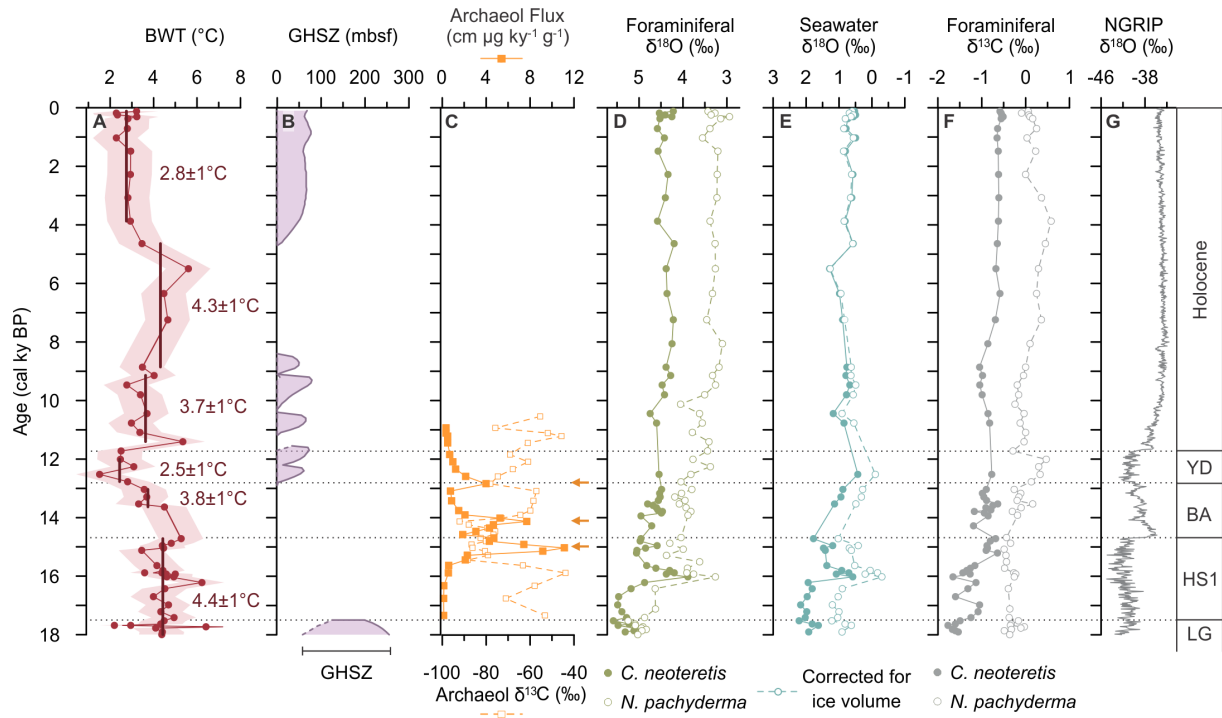 BWT (°C)
GHSZ (mbsf)
Archaeol Flux
(cm µg ky⁻¹ g⁻¹)
Foraminiferal
δ¹⁸O (‰)
Seawater
δ¹⁸O (‰)
Foraminiferal
δ¹³C (‰)
NGRIP
δ¹⁸O (‰)
2 4 6 8
0 100 200 300
0 4 8 12
5 4 3
3 2 1 0 -1
-2 -1 0 1
-46 -38
Age (cal ky BP)
0
2
4
6
8
10
12
14
16
18
A
B
C
D
E
F
G
2.8±1°C
4.3±1°C
3.7±1°C
2.5±1°C
3.8±1°C
4.4±1°C
Holocene
YD
BA
HS1
LG
GHSZ
-100 -80 -60 -40
Archaeol δ¹³C (‰)
C. neoteretis
N. pachyderma
Corrected for
ice volume
C. neoteretis
N. pachyderma